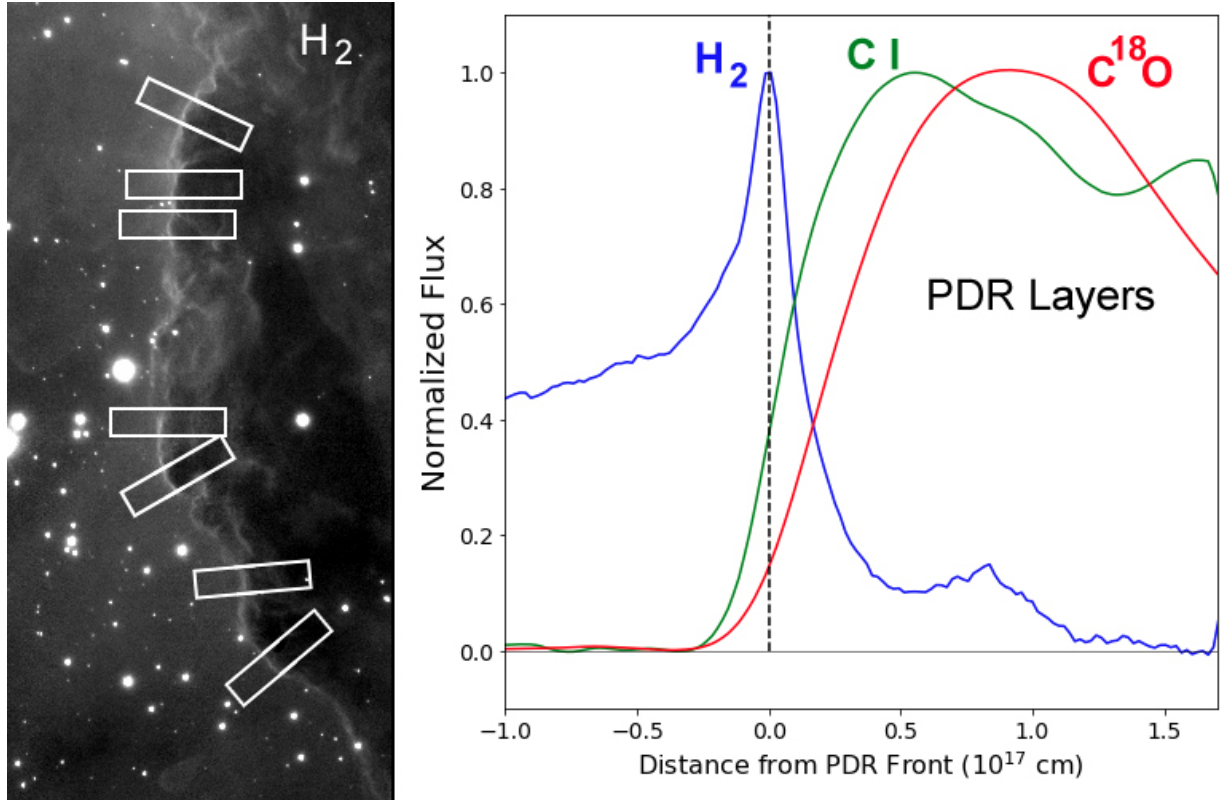 H₂
H₂
C I
C¹⁸O
PDR Layers
Normalized Flux
1.0
0.8
0.6
0.4
0.2
0.0
−1.0 −0.5 0.0 0.5 1.0 1.5
Distance from PDR Front (10¹⁷ cm)